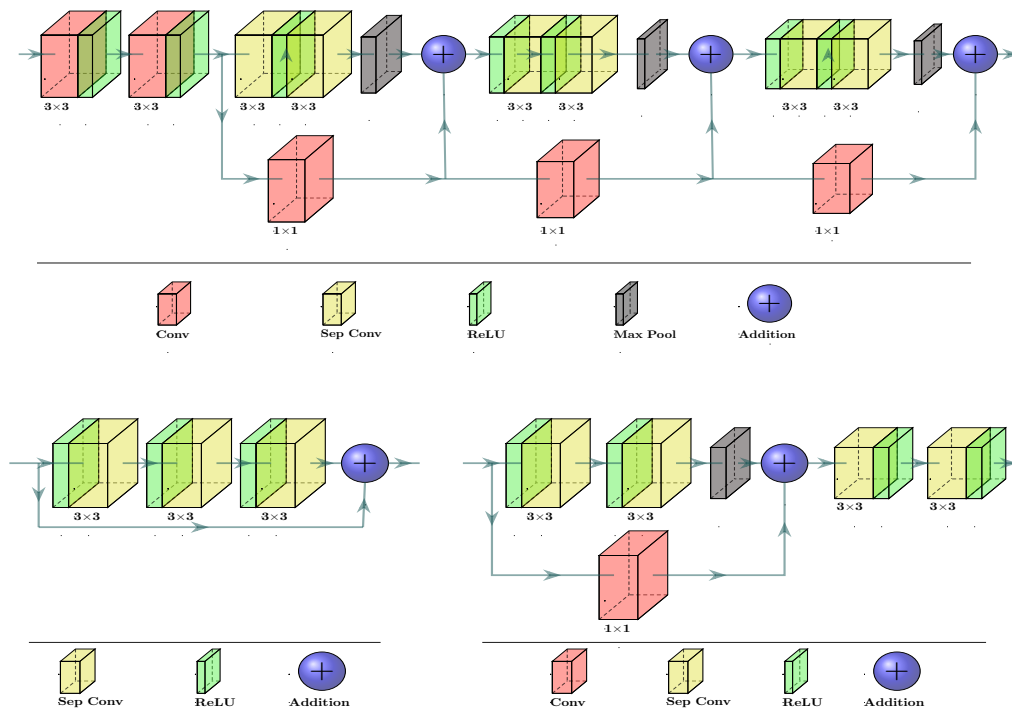 3×3 3×3 3×3 3×3 3×3 3×3 3×3 3×3
1×1 1×1 1×1
Conv Sep Conv ReLU Max Pool Addition
3×3 3×3 3×3 3×3 3×3 3×3 3×3
1×1
Sep Conv ReLU Addition Conv Sep Conv ReLU Addition